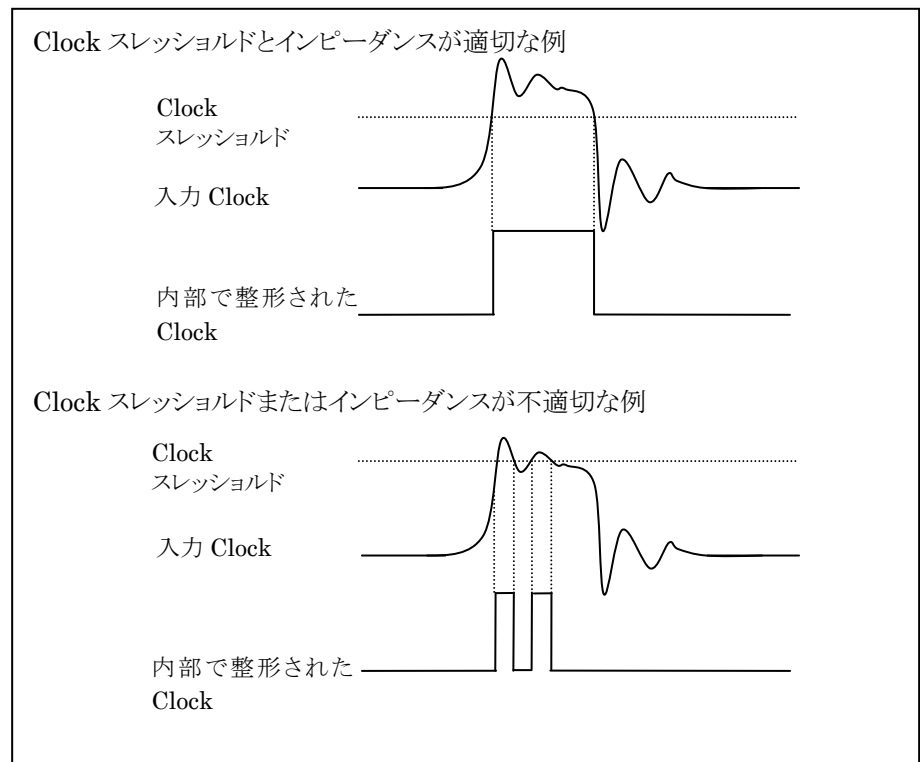 Clock スレッショルドとインピーダンスが適切な例
Clock
スレッショルド
入力 Clock
内部で整形された
Clock
Clock スレッショルドまたはインピーダンスが不適切な例
Clock
スレッショルド
入力 Clock
内部で整形された
Clock